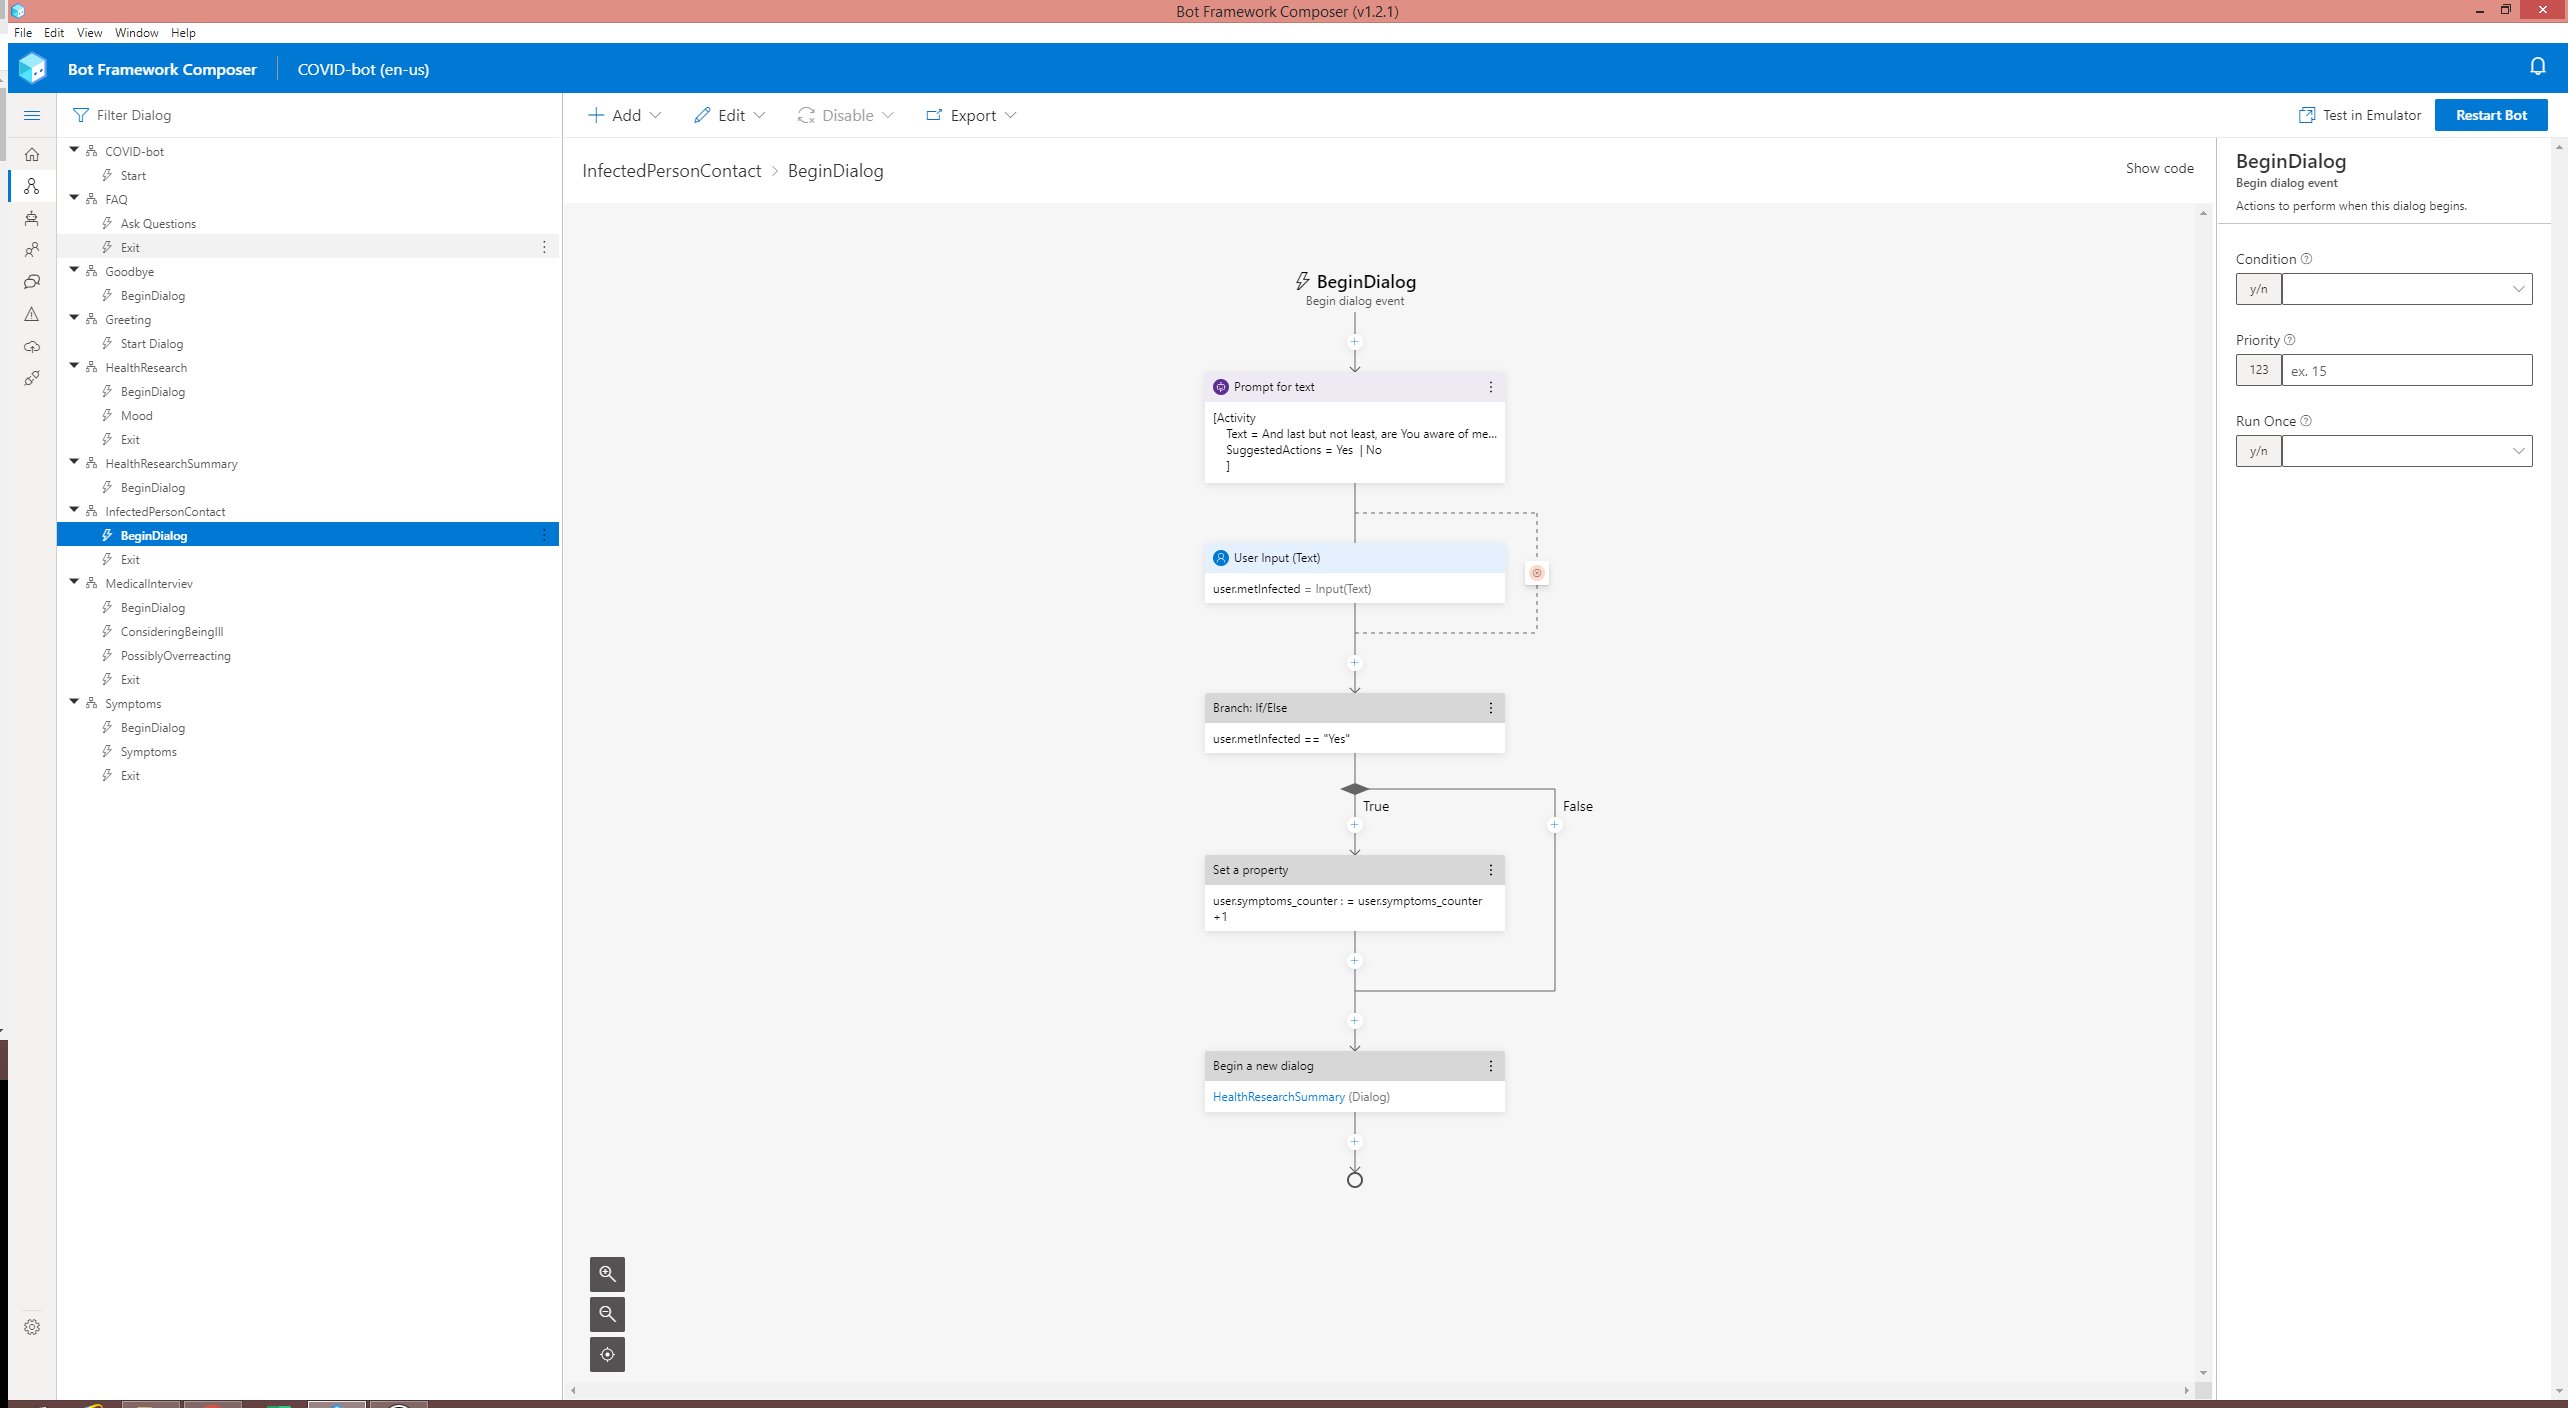 Bot Framework Composer (v1.2.1)
File Edit View Window Help
Bot Framework Composer COVID-bot (en-us)
Filter Dialog
Add Edit Disable Export
Test in Emulator Restart Bot
COVID-bot
Start
FAQ
Ask Questions
Exit
Goodbye
BeginDialog
Greeting
Start Dialog
HealthResearch
BeginDialog
Mood
Exit
HealthResearchSummary
BeginDialog
InfectedPersonContact
BeginDialog
Exit
MedicalInterviev
BeginDialog
ConsideringBeingIll
PossiblyOverreacting
Exit
Symptoms
BeginDialog
Symptoms
Exit
InfectedPersonContact > BeginDialog
Show code
BeginDialog
Begin dialog event
Prompt for text
[Activity
Text = And last but not least, are You aware of me...
SuggestedActions = Yes | No
]
User Input (Text)
user.metInfected = Input(Text)
Branch: If/Else
user.metInfected == "Yes"
True
False
Set a property
user.symptoms_counter : = user.symptoms_counter
+1
Begin a new dialog
HealthResearchSummary (Dialog)
BeginDialog
Begin dialog event
Actions to perform when this dialog begins.
Condition
y/n
Priority
123 ex. 15
Run Once
y/n